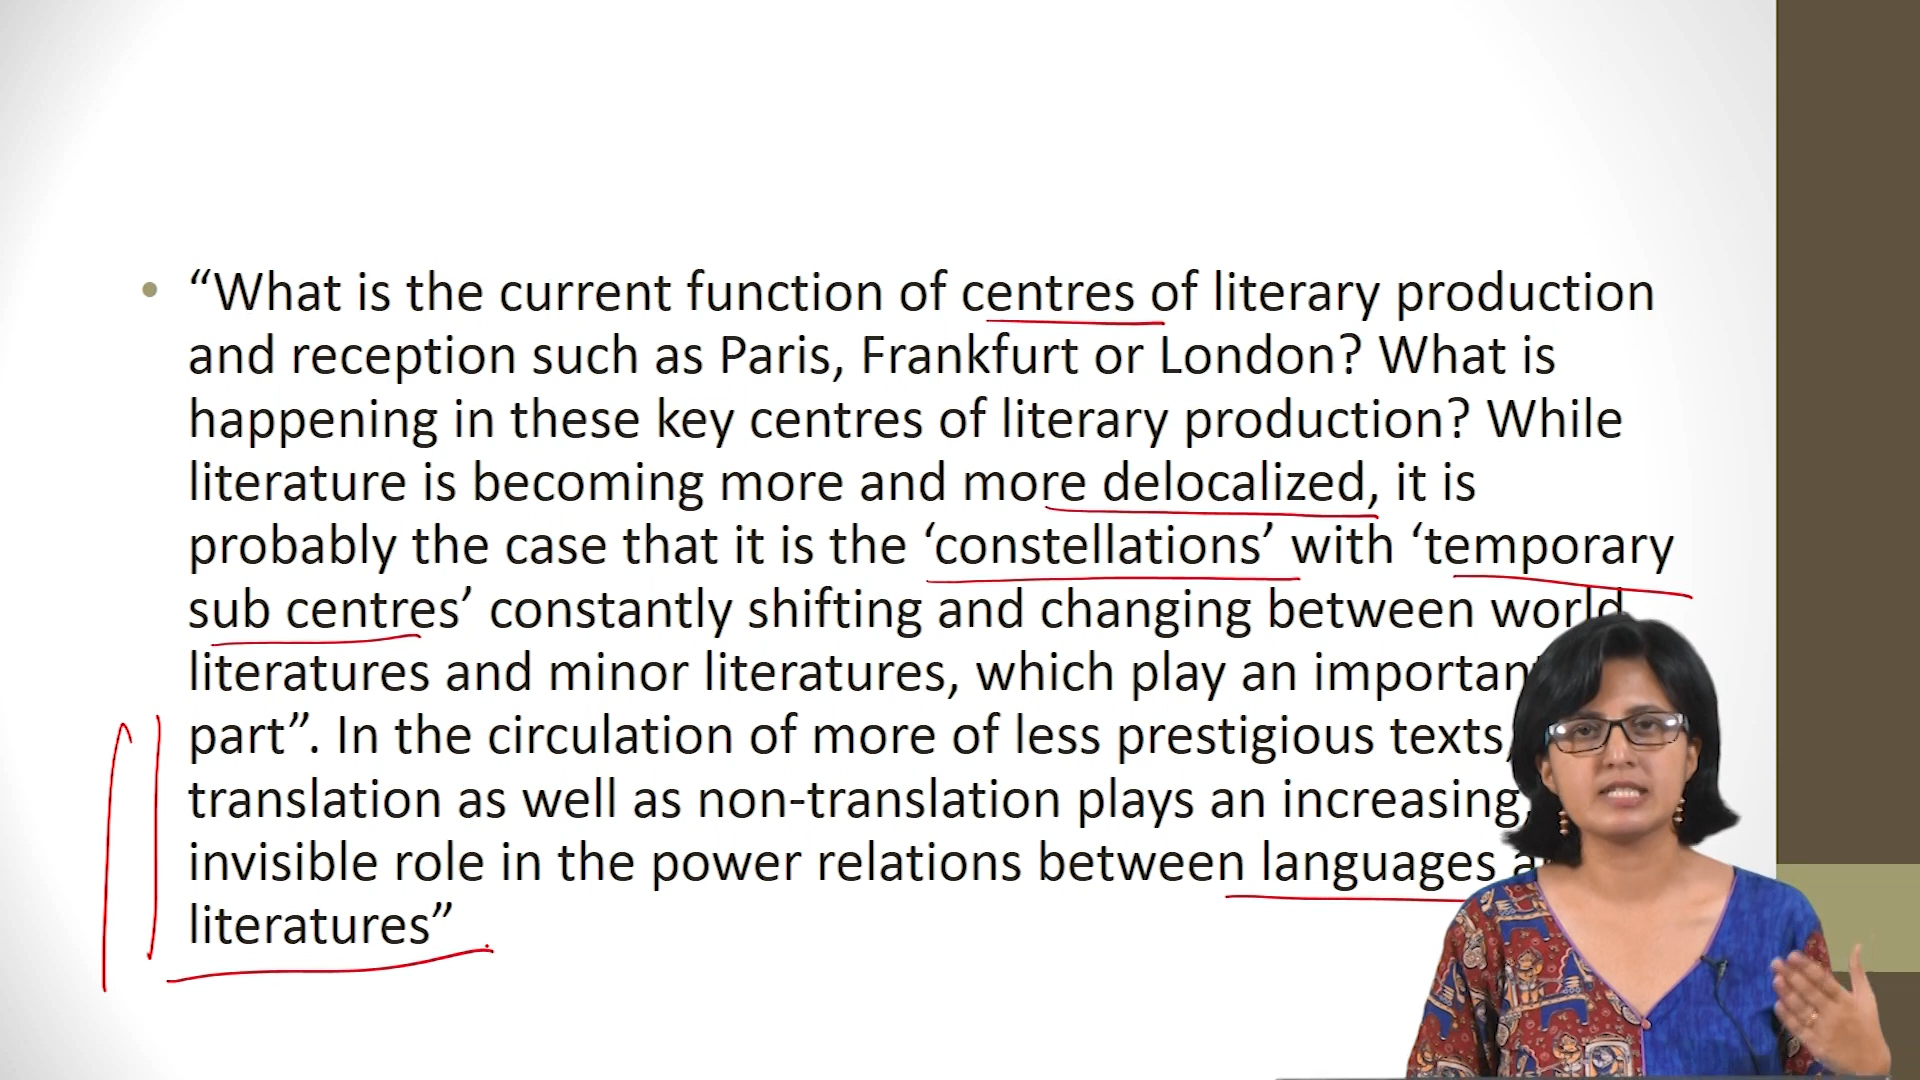 • “What is the current function of centres of literary production
and reception such as Paris, Frankfurt or London? What is
happening in these key centres of literary production? While
literature is becoming more and more delocalized, it is
probably the case that it is the ‘constellations’ with ‘temporary
sub centres’ constantly shifting and changing between world
literatures and minor literatures, which play an important
part”. In the circulation of more of less prestigious texts,
translation as well as non-translation plays an increasing,
invisible role in the power relations between languages
literatures”